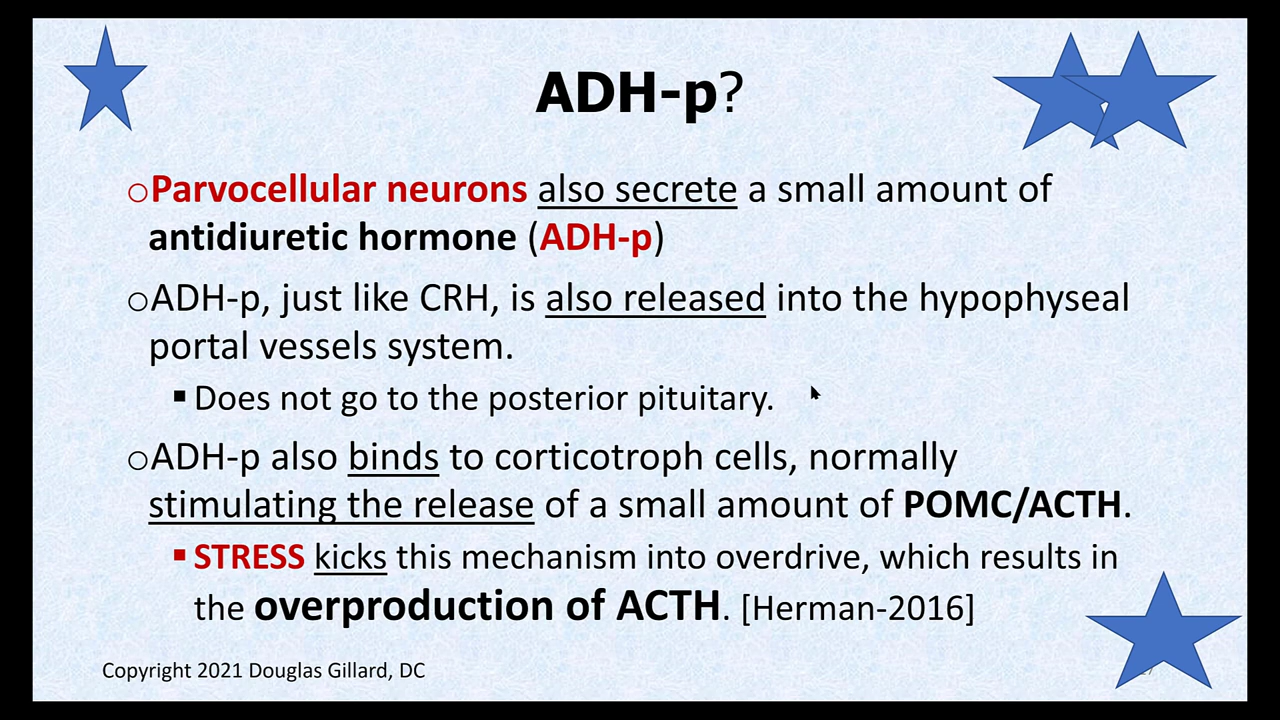 ADH-p?
oParvocellular neurons also secrete a small amount of
antidiuretic hormone (ADH-p)
oADH-p, just like CRH, is also released into the hypophyseal
portal vessels system.
▪ Does not go to the posterior pituitary.
oADH-p also binds to corticotroph cells, normally
stimulating the release of a small amount of POMC/ACTH.
▪ STRESS kicks this mechanism into overdrive, which results in
the overproduction of ACTH. [Herman-2016]
Copyright 2021 Douglas Gillard, DC